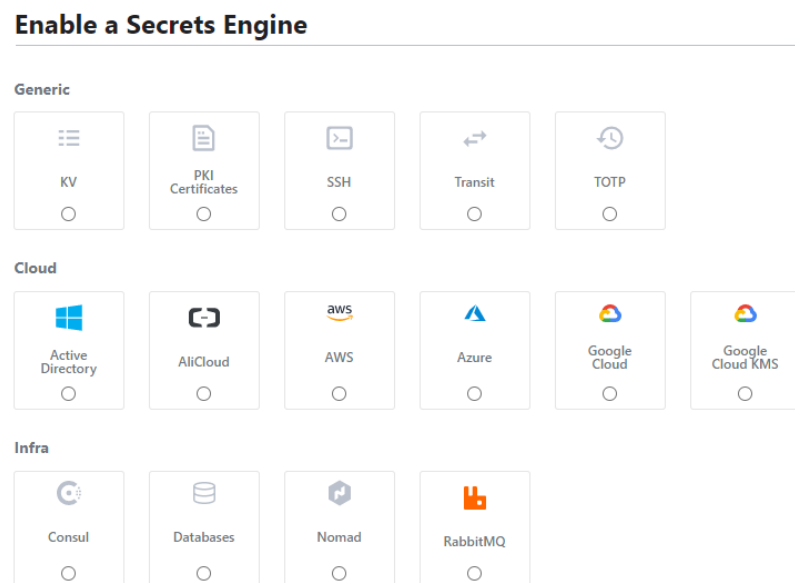 Enable a Secrets Engine
Generic
KV
PKI
Certificates
SSH
Transit
TOTP
Cloud
Active
Directory
AliCloud
aws
AWS
Azure
Google
Cloud
Google
Cloud KMS
Infra
Consul
Databases
Nomad
RabbitMQ